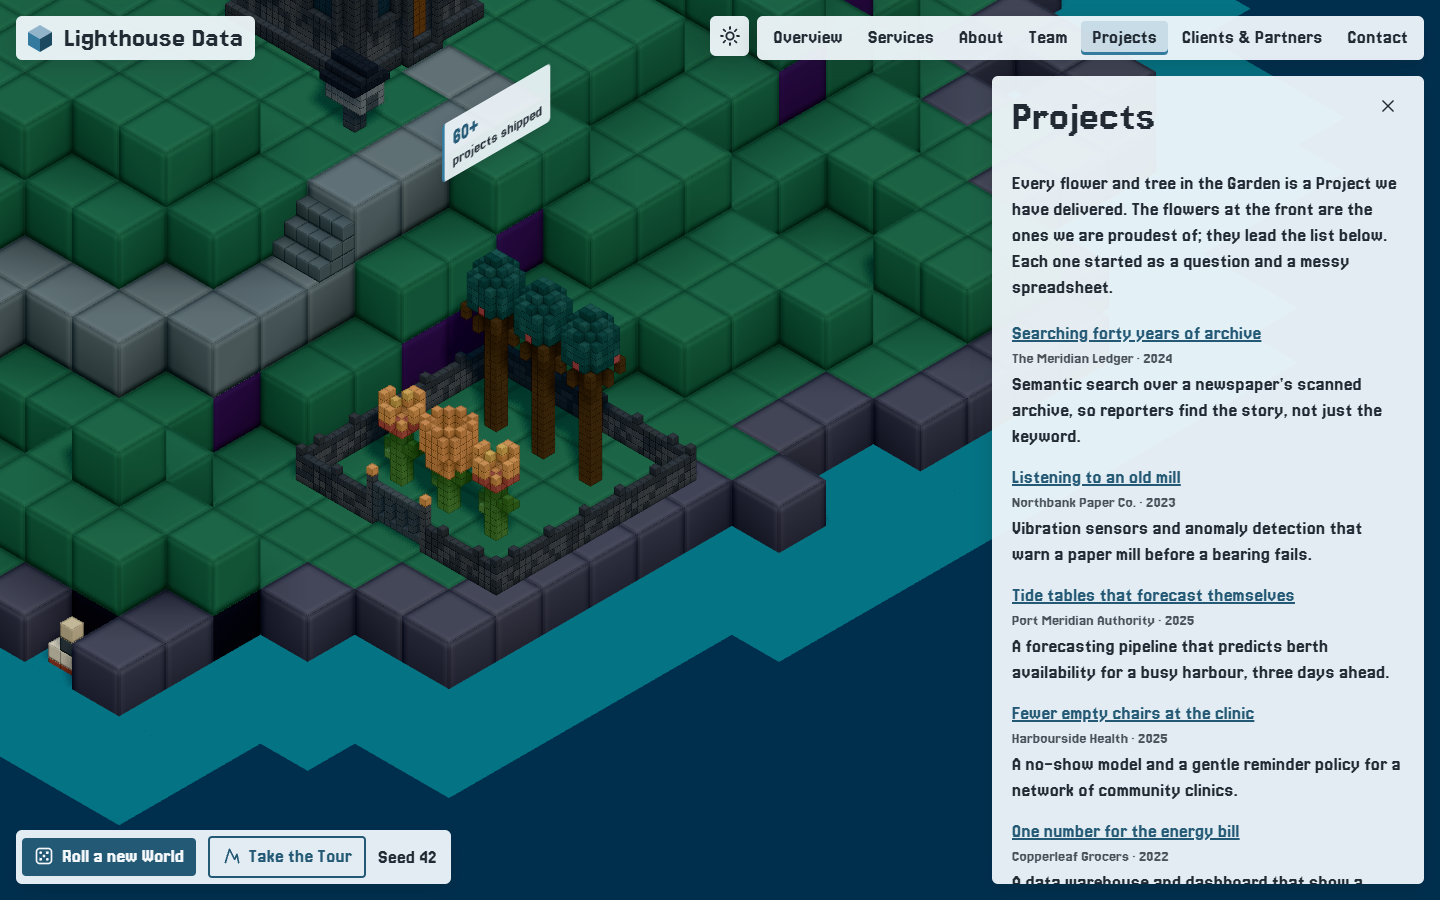 Lighthouse Data
Overview
Services
About
Team
Projects
Clients & Partners
Contact
60+
projects shipped
Projects
Every flower and tree in the Garden is a Project we
have delivered. The flowers at the front are the
ones we are proudest of; they lead the list below.
Each one started as a question and a messy
spreadsheet.
Searching forty years of archive
The Meridian Ledger · 2024
Semantic search over a newspaper's scanned
archive, so reporters find the story, not just the
keyword.
Listening to an old mill
Northbank Paper Co. · 2023
Vibration sensors and anomaly detection that
warn a paper mill before a bearing fails.
Tide tables that forecast themselves
Port Meridian Authority · 2025
A forecasting pipeline that predicts berth
availability for a busy harbour, three days ahead.
Fewer empty chairs at the clinic
Harbourside Health · 2025
A no-show model and a gentle reminder policy for a
network of community clinics.
One number for the energy bill
Copperleaf Grocers · 2022
A data warehouse and dashboard that show a
Roll a new World
Take the Tour
Seed 42